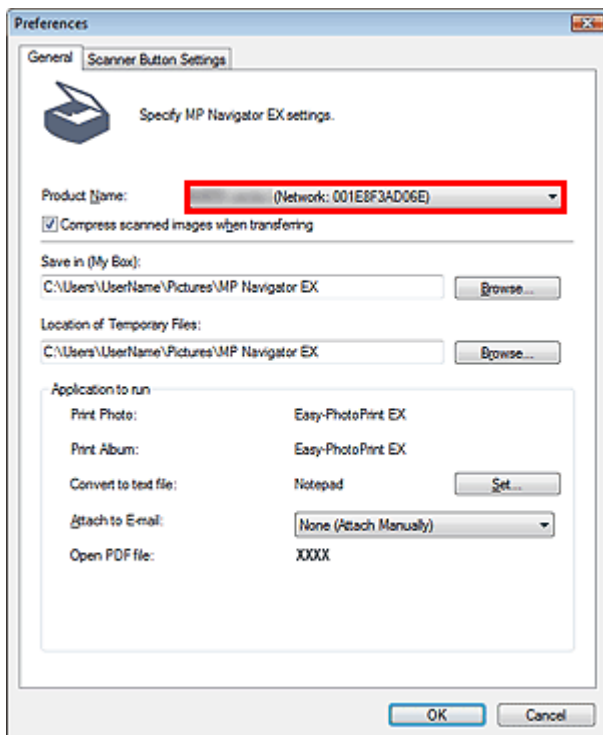 Preferences
General Scanner Button Settings
Specify MP Navigator EX settings.
Product Name: (Network: 001E8F3AD06E)
Compress scanned images when transferring
Save in (My Box):
C:\Users\UserName\Pictures\MP Navigator EX Browse...
Location of Temporary Files:
C:\Users\UserName\Pictures\MP Navigator EX Browse...
Application to run
Print Photo: Easy-PhotoPrint EX
Print Album: Easy-PhotoPrint EX
Convert to text file: Notepad Set...
Attach to E-mail: None (Attach Manually)
Open PDF file: XXXX
OK Cancel